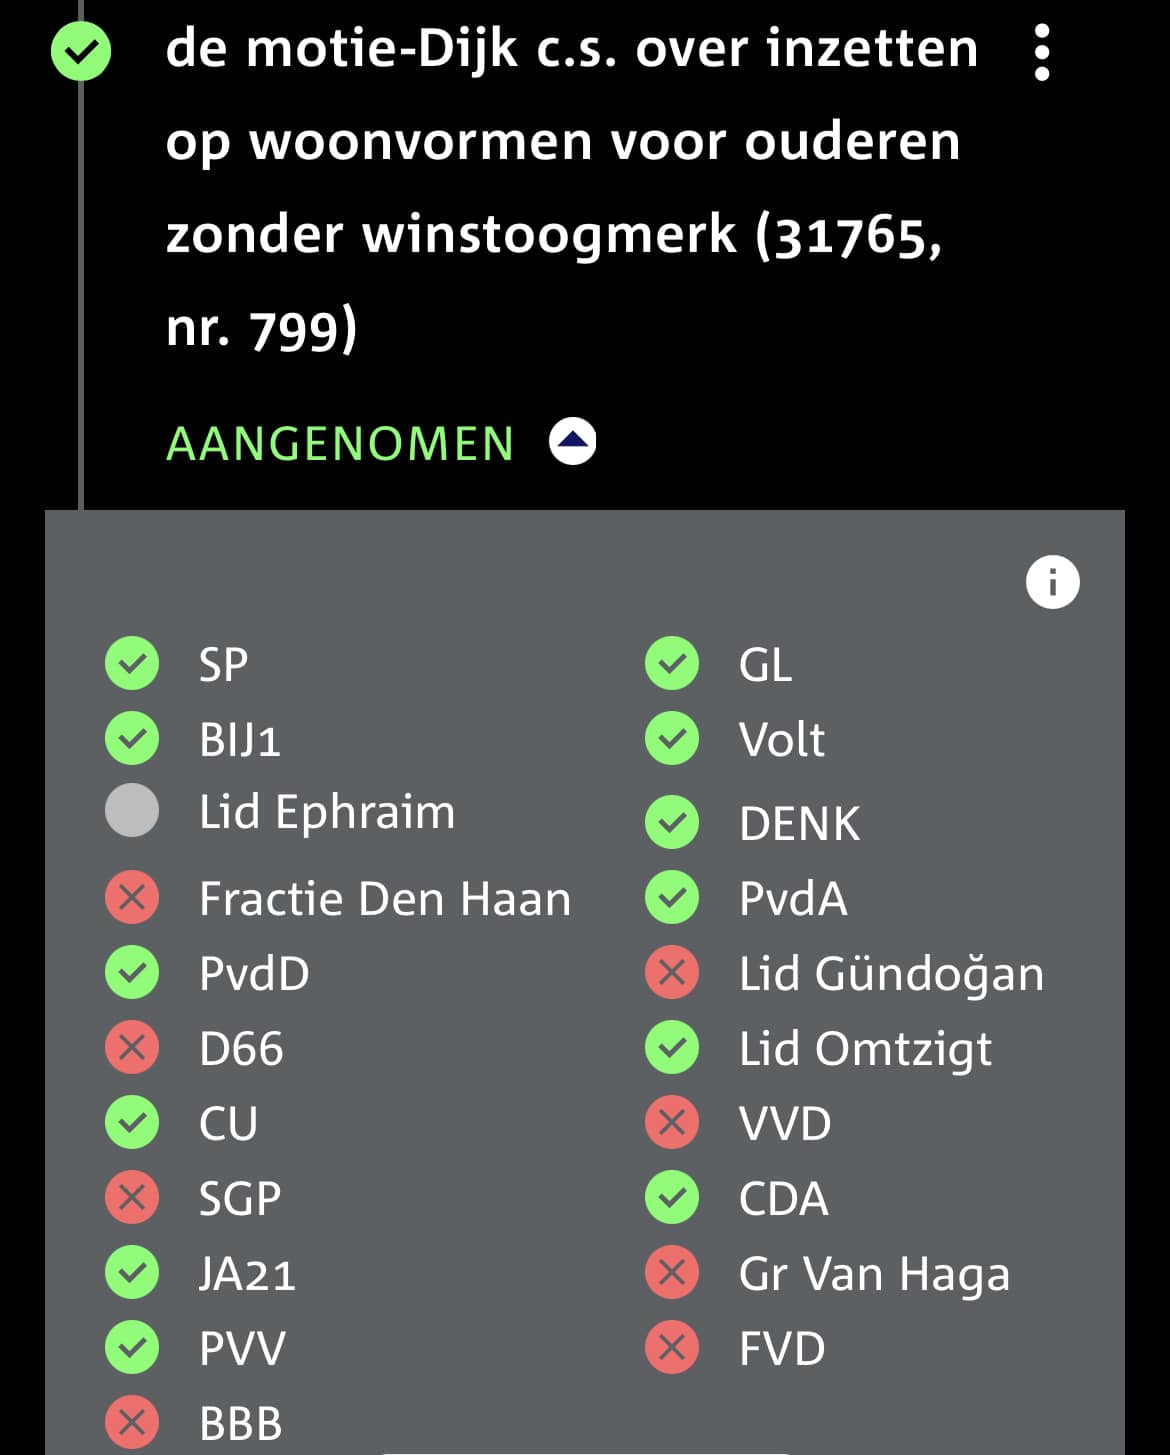 de motie-Dijk c.s. over inzetten
op woonvormen voor ouderen
zonder winstoogmerk (31765,
nr. 799)
AANGENOMEN
i
SP
BIJ1
Lid Ephraim
Fractie Den Haan
PvdD
D66
CU
SGP
JA21
PVV
BBB
GL
Volt
DENK
PvdA
Lid Gündoğan
Lid Omtzigt
VVD
CDA
Gr Van Haga
FVD